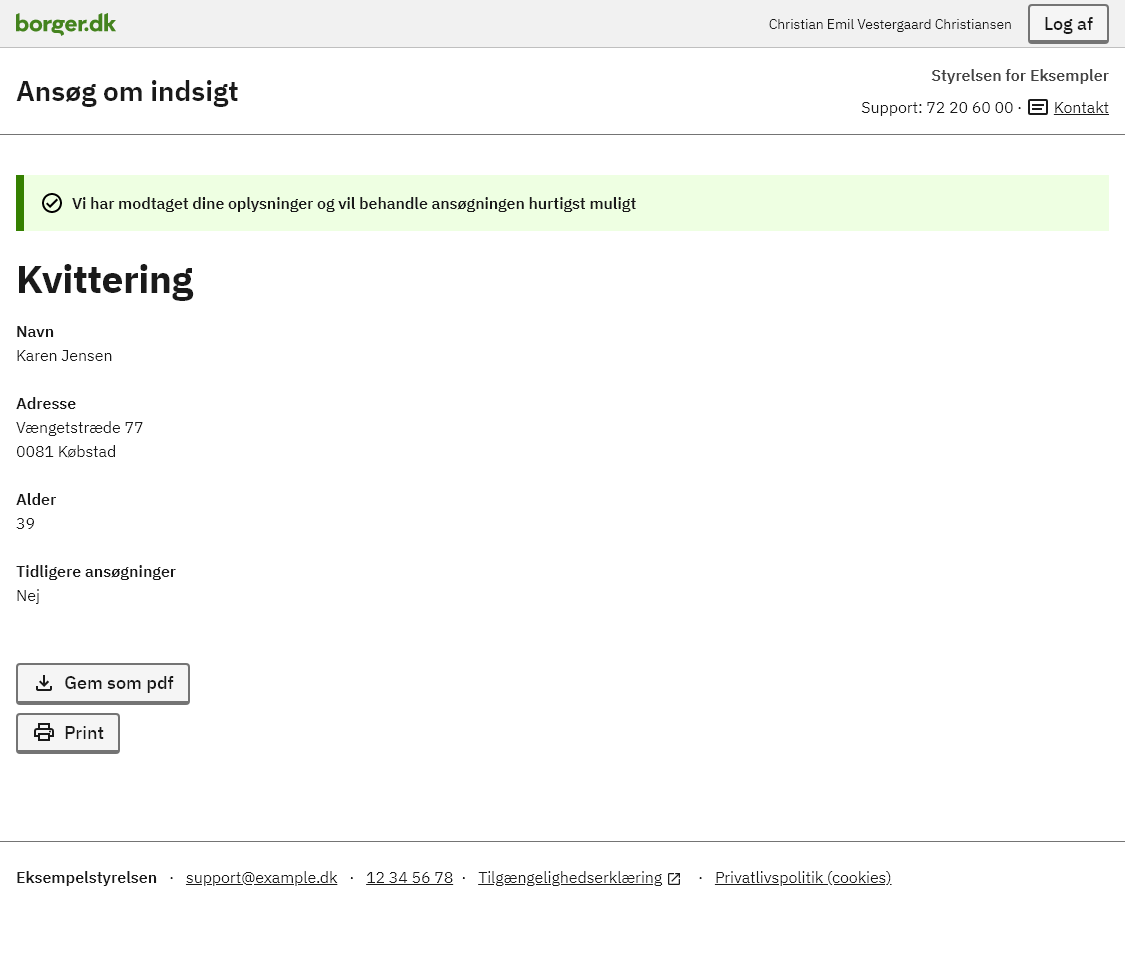 borger.dk
Christian Emil Vestergaard Christiansen
Log af
Ansøg om indsigt
Styrelsen for Eksempler
Support: 72 20 60 00 · Kontakt
Vi har modtaget dine oplysninger og vil behandle ansøgningen hurtigst muligt
Kvittering
Navn
Karen Jensen
Adresse
Vængetstræde 77
0081 Købstad
Alder
39
Tidligere ansøgninger
Nej
Gem som pdf
Print
Eksempelstyrelsen · support@example.dk · 12 34 56 78 · Tilgængelighedserklæring · Privatlivspolitik (cookies)